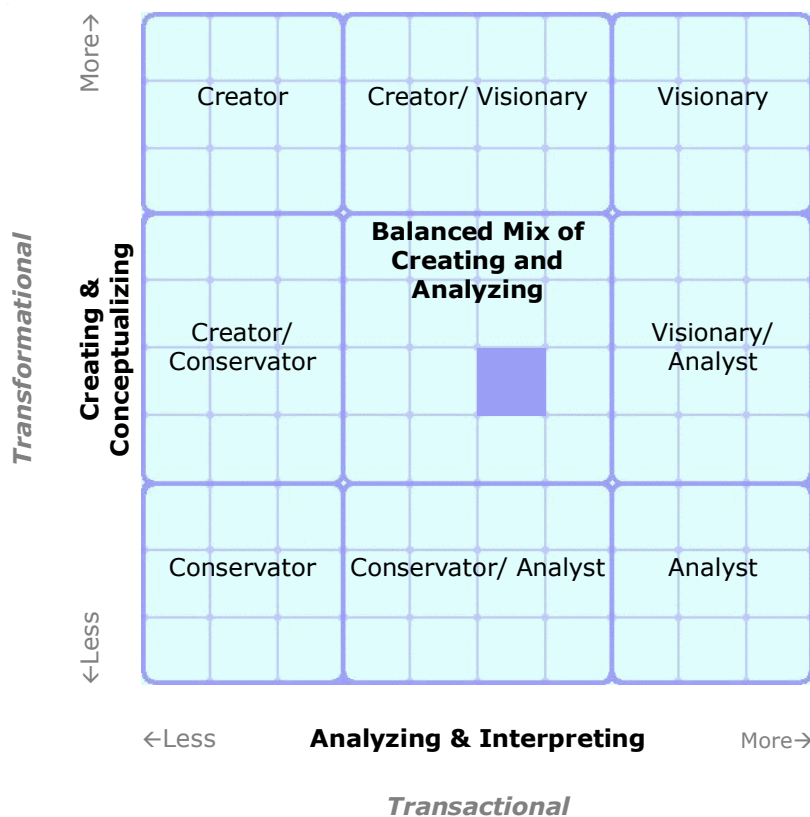 More→
Creator
Creator/ Visionary
Visionary
Transformational
Creating &
Conceptualizing
Balanced Mix of
Creating and
Analyzing
Creator/
Conservator
Visionary/
Analyst
Conservator
Conservator/ Analyst
Analyst
←Less
←Less
Analyzing & Interpreting
More→
Transactional